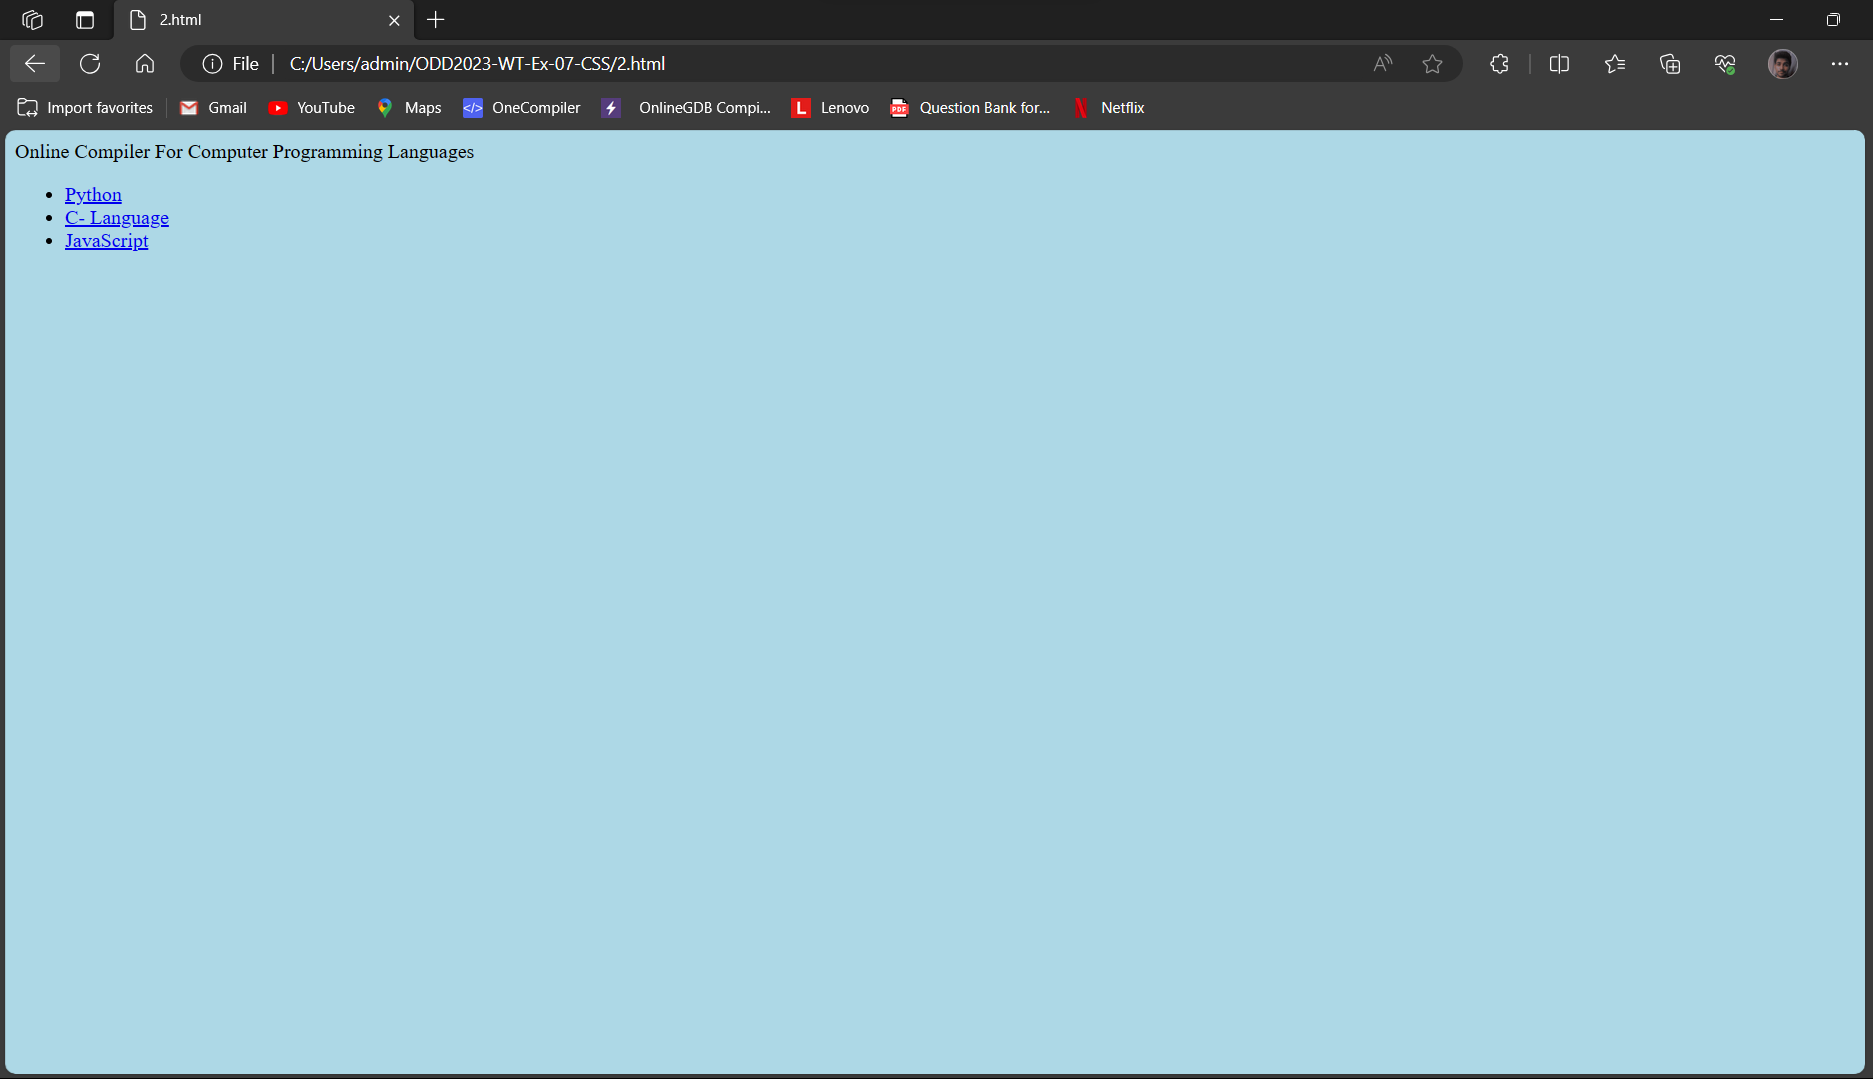 2.html
File C:/Users/admin/ODD2023-WT-Ex-07-CSS/2.html
Import favorites Gmail YouTube Maps </> OneCompiler OnlineGDB Compi... L Lenovo PDF Question Bank for... Netflix
Online Compiler For Computer Programming Languages
• Python
• C- Language
• JavaScript